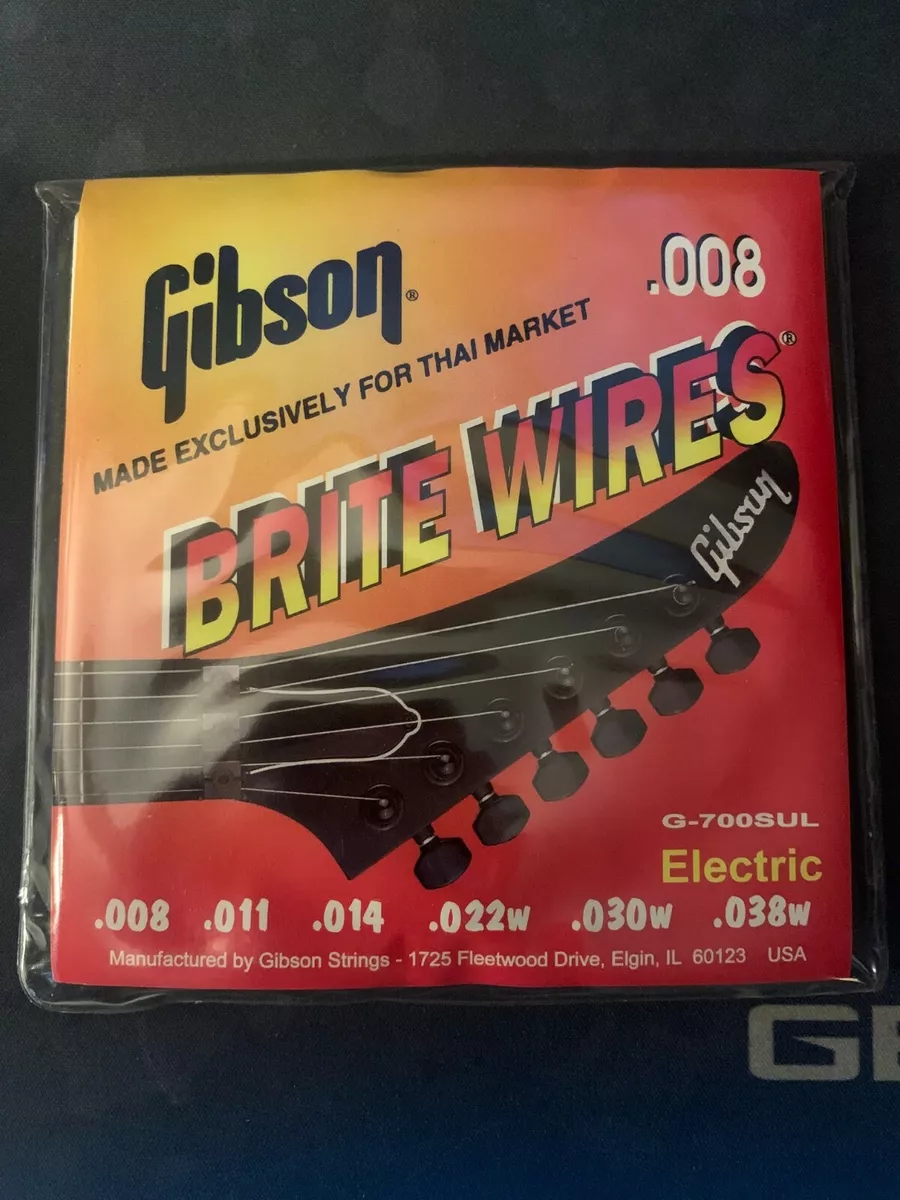 Gibson®
.008
MADE EXCLUSIVELY FOR THAI MARKET
BRITE WIRES®
Gibson
G-700SUL
Electric
.008 .011 .014 .022w .030w .038w
Manufactured by Gibson Strings - 1725 Fleetwood Drive, Elgin, IL 60123 USA